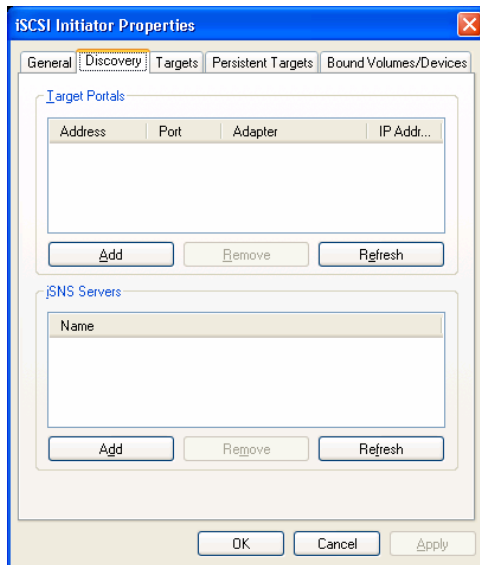 iSCSI Initiator Properties
General Discovery Targets Persistent Targets Bound Volumes/Devices
Target Portals
Address Port Adapter IP Addr...
Add Remove Refresh
iSNS Servers
Name
Add Remove Refresh
OK Cancel Apply